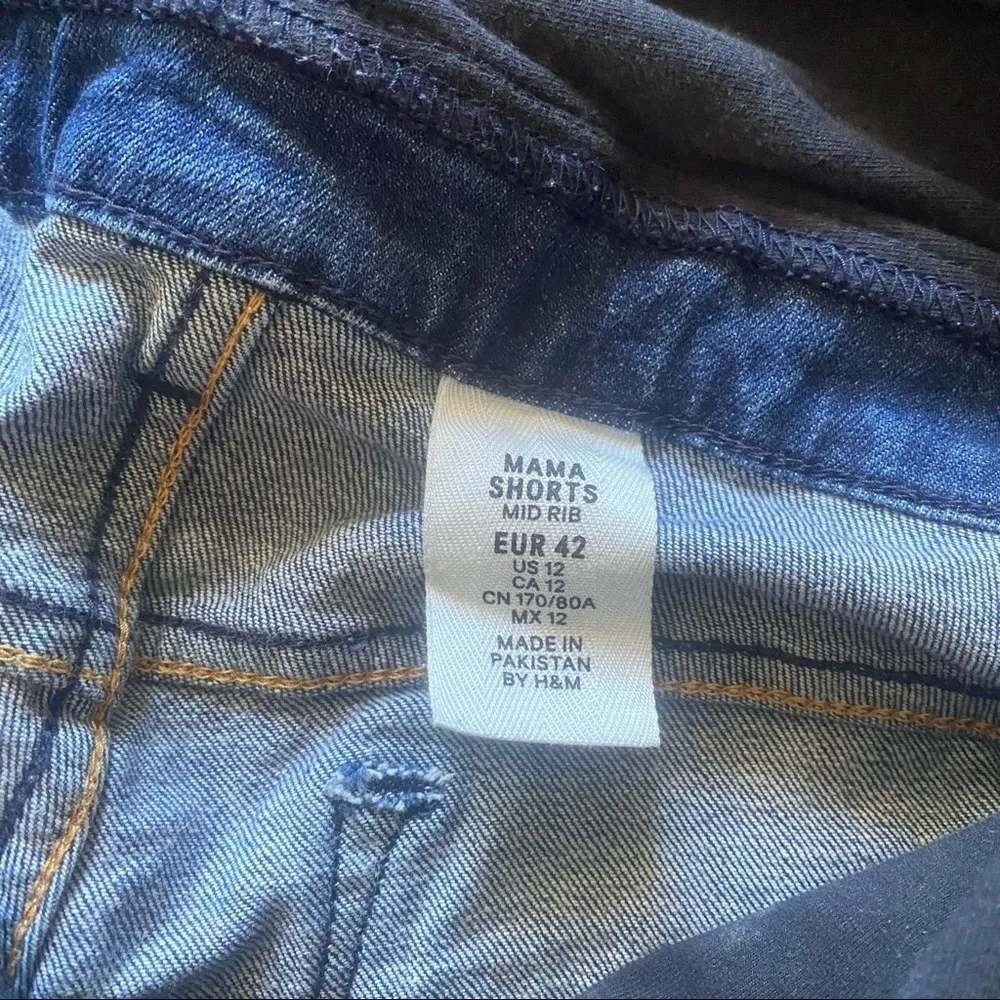 MAMA
SHORTS
MID RIB
EUR 42
US 12
CA 12
CN 170/80A
MX 12
MADE IN
PAKISTAN
BY H&M